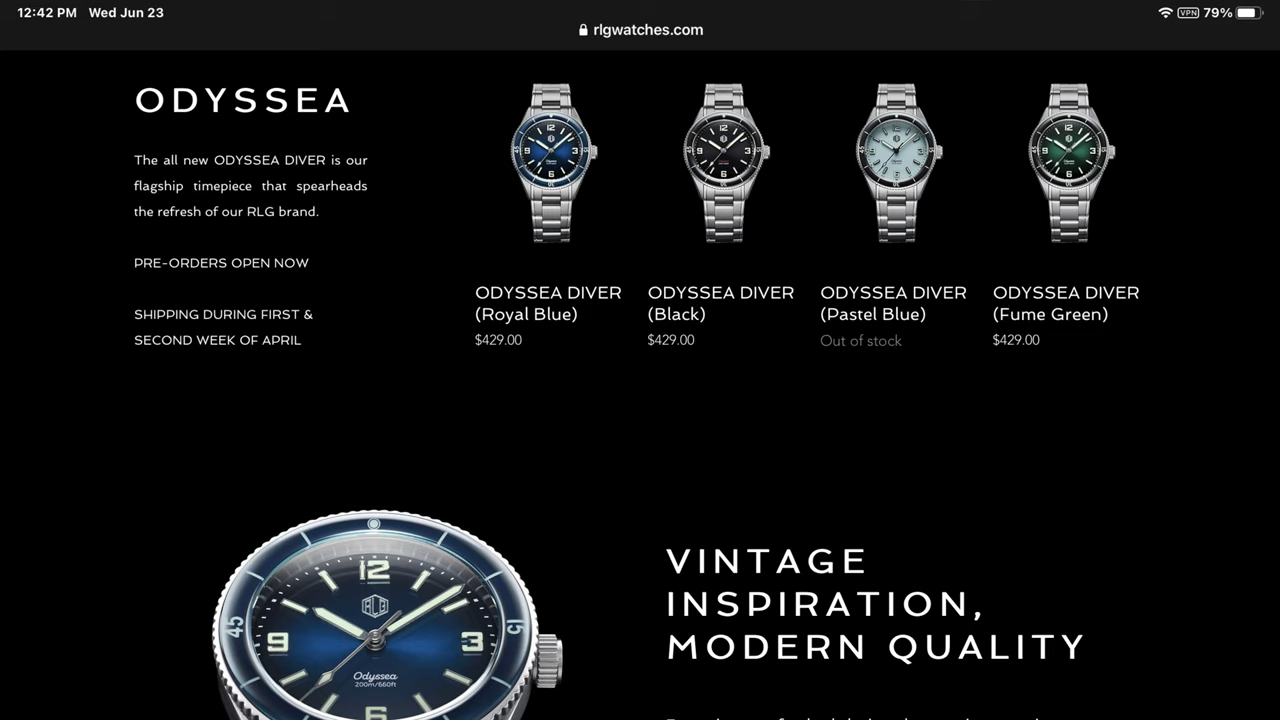 12:42 PM Wed Jun 23
VPN 79%
rlgwatches.com
ODYSSEA
The all new ODYSSEA DIVER is our
flagship timepiece that spearheads
the refresh of our RLG brand.
PRE-ORDERS OPEN NOW
SHIPPING DURING FIRST &
SECOND WEEK OF APRIL
ODYSSEA DIVER
(Royal Blue)
$429.00
ODYSSEA DIVER
(Black)
$429.00
ODYSSEA DIVER
(Pastel Blue)
Out of stock
ODYSSEA DIVER
(Fume Green)
$429.00
12
RLG
45
15
9
3
Odyssea
200m/660ft
6
VINTAGE
INSPIRATION,
MODERN QUALITY